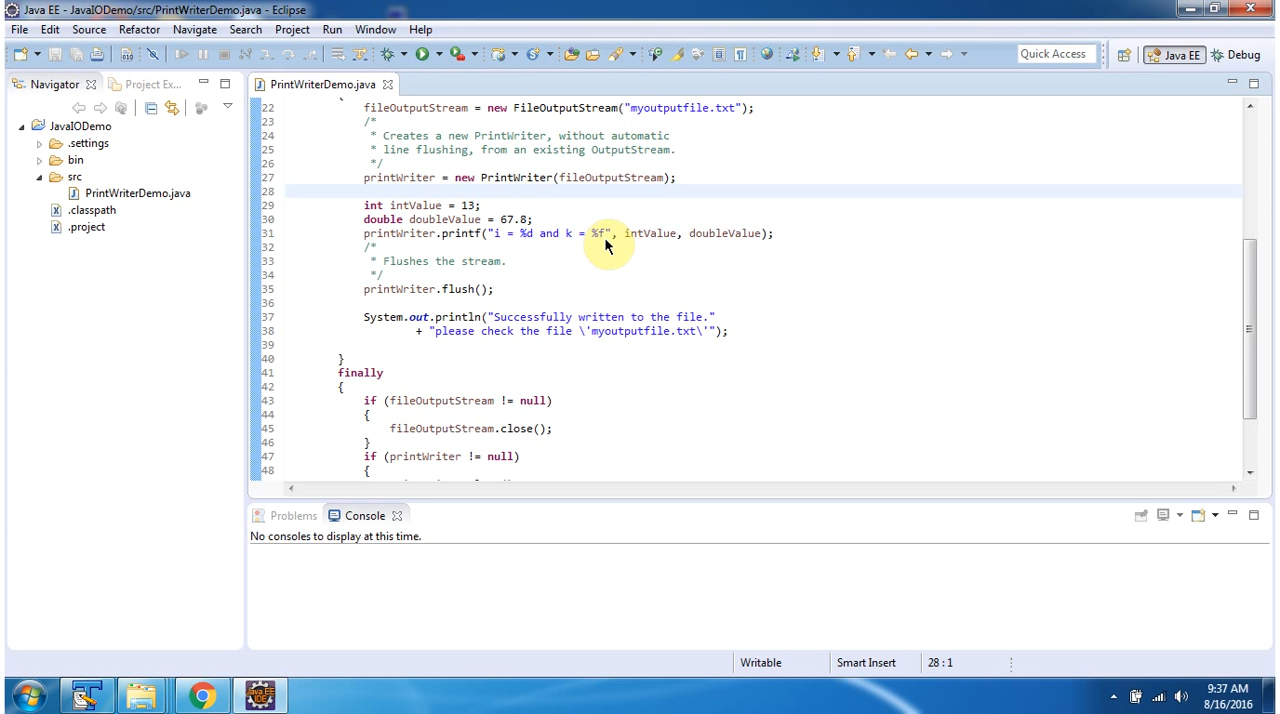 Java EE - JavaIODemo/src/PrintWriterDemo.java - Eclipse
File Edit Source Refactor Navigate Search Project Run Window Help
Quick Access Java EE Debug
Navigator Project Ex... PrintWriterDemo.java
JavaIODemo
.settings
bin
src
PrintWriterDemo.java
.classpath
.project
22 fileOutputStream = new FileOutputStream("myoutputfile.txt");
23 /*
24 * Creates a new PrintWriter, without automatic
25 * line flushing, from an existing OutputStream.
26 */
27 printWriter = new PrintWriter(fileOutputStream);
28
29 int intValue = 13;
30 double doubleValue = 67.8;
31 printWriter.printf("i = %d and k = %f", intValue, doubleValue);
32 /*
33 * Flushes the stream.
34 */
35 printWriter.flush();
36
37 System.out.println("Successfully written to the file."
38 + "please check the file \'myoutputfile.txt\'");
39
40 }
41 finally
42 {
43 if (fileOutputStream != null)
44 {
45 fileOutputStream.close();
46 }
47 if (printWriter != null)
48 {
Problems Console
No consoles to display at this time.
Writable Smart Insert 28 : 1
Java EE IDE
9:37 AM
8/16/2016